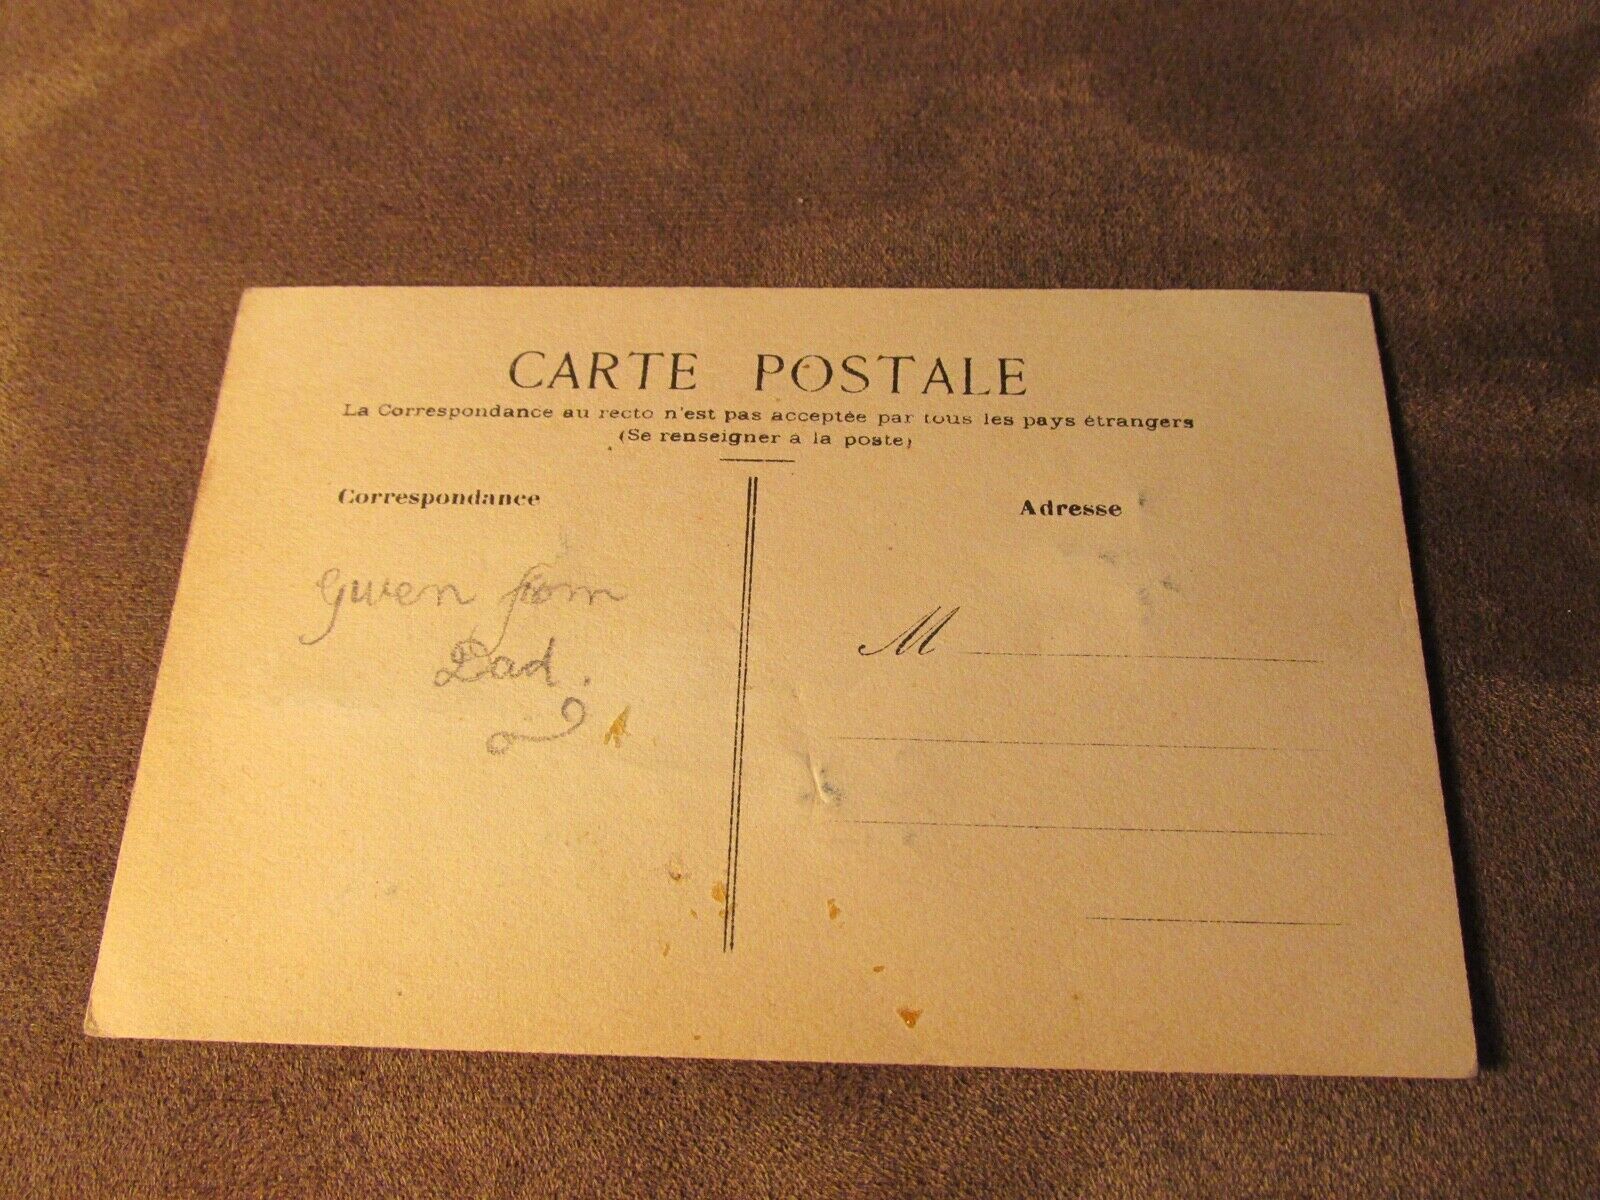 CARTE POSTALE
La Correspondance au recto n'est pas acceptée par tous les pays étrangers
(Se renseigner à la poste)
Correspondance
Adresse
Gwen from
Dad.
M